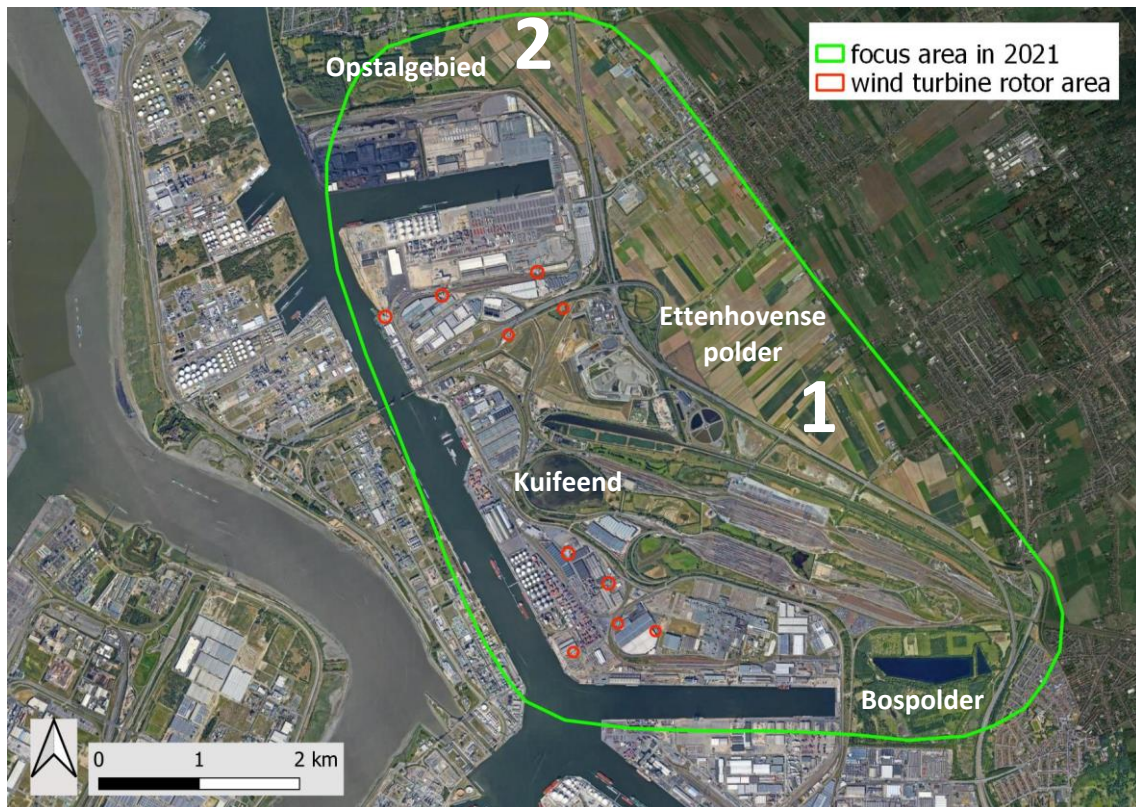 2
Opstalgebied
focus area in 2021
wind turbine rotor area
Ettenhovense
polder
1
Kuifeend
Bospolder
0 1 2 km